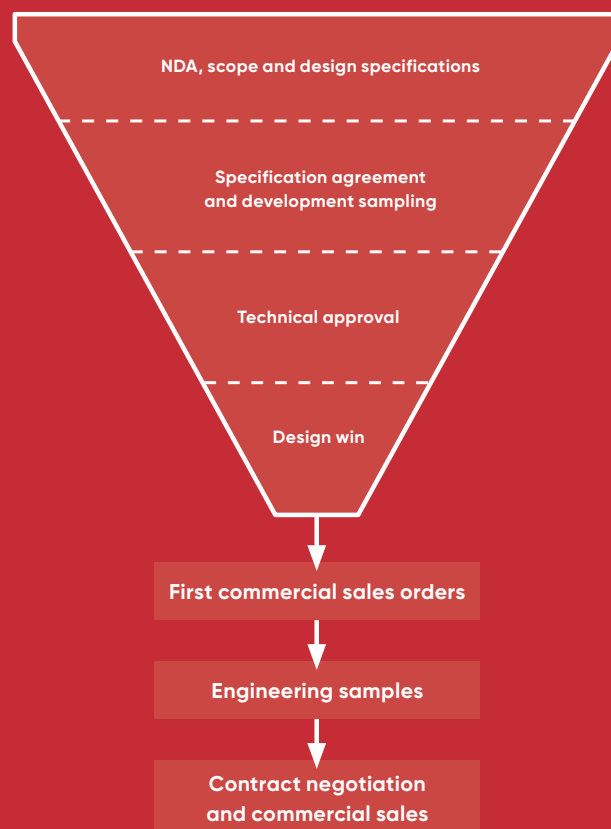 NDA, scope and design specifications
Specification agreement
and development sampling
Technical approval
Design win
First commercial sales orders
Engineering samples
Contract negotiation
and commercial sales